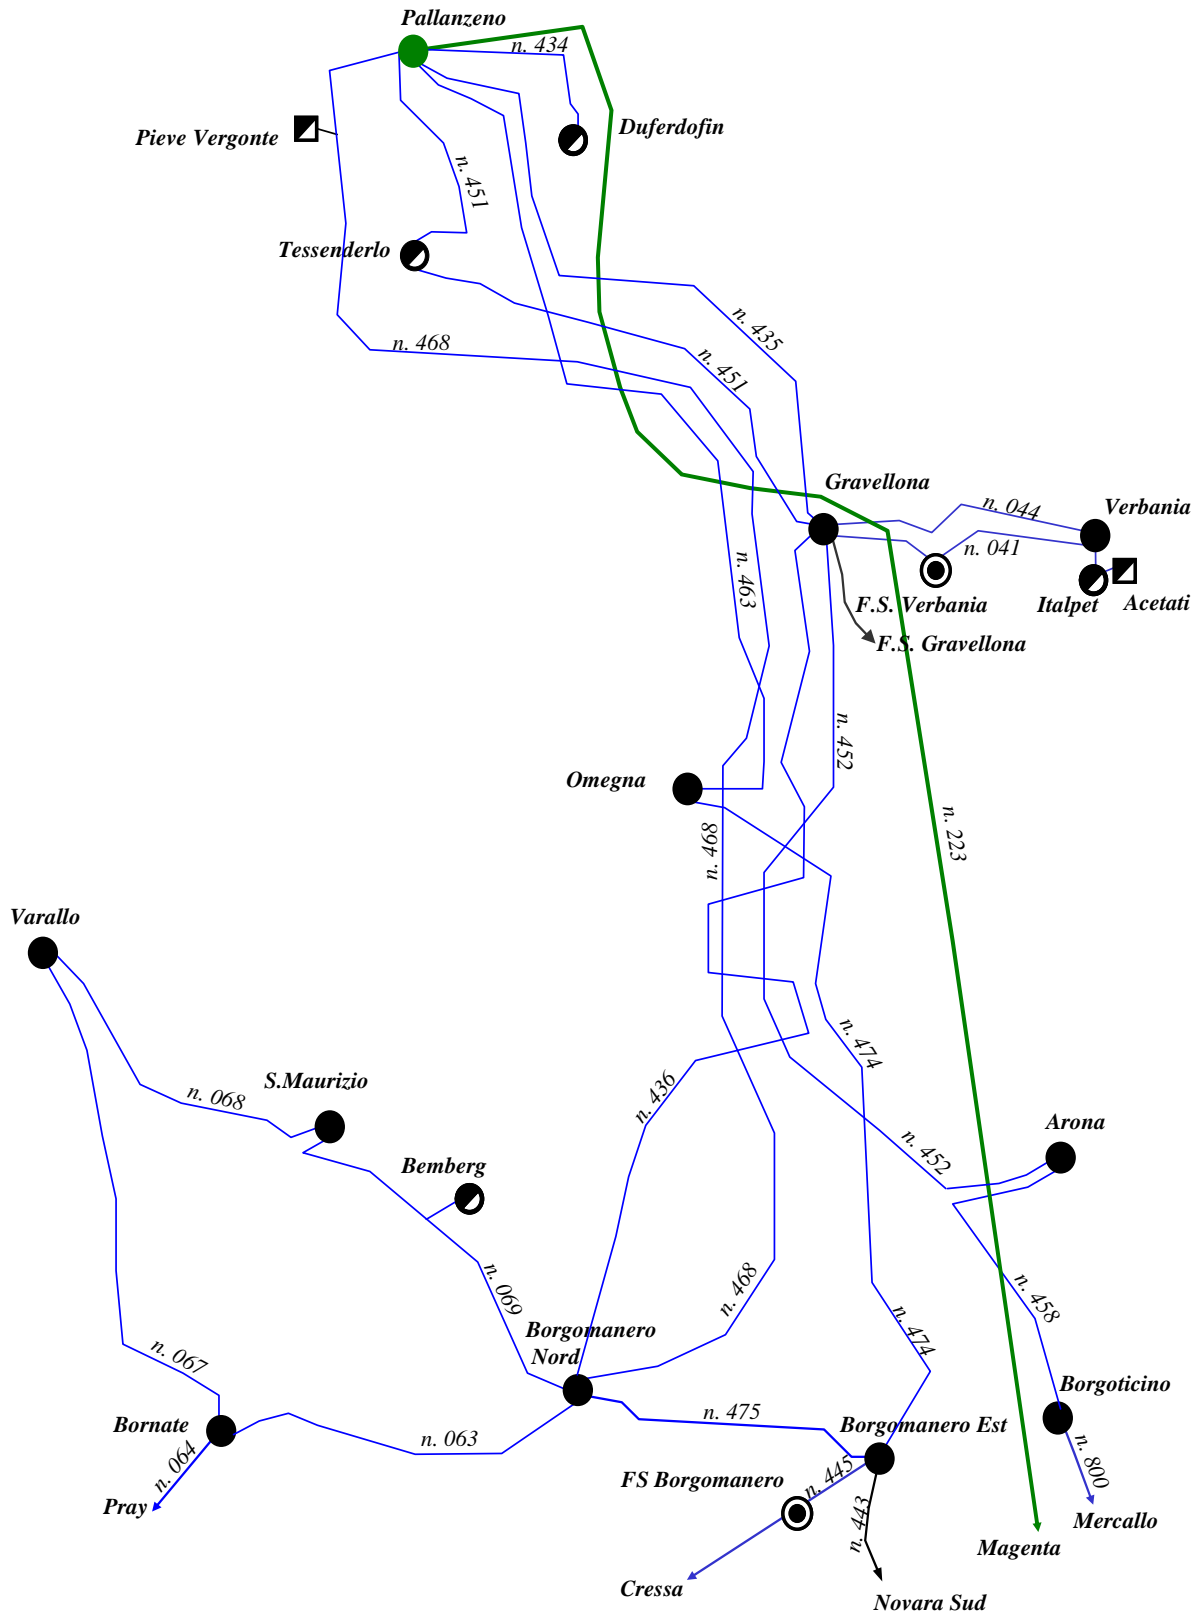 Pallanzeno
n. 434
Duferdofin
Pieve Vergonte
n. 451
Tessenderlo
n. 435
n. 468
n. 451
Gravellona
n. 044
Verbania
n. 041
n. 463
F.S. Verbania
Italpet
Acetati
F.S. Gravellona
n. 452
Omegna
n. 223
n. 468
Varallo
n. 474
S.Maurizio
n. 068
n. 436
Arona
n. 452
Bemberg
n. 069
n. 468
n. 458
Borgomanero
Nord
n. 474
n. 067
Borgoticino
n. 475
Bornate
n. 063
Borgomanero Est
n. 064
n. 800
FS Borgomanero
n. 445
Pray
n. 443
Mercallo
Magenta
Cressa
Novara Sud